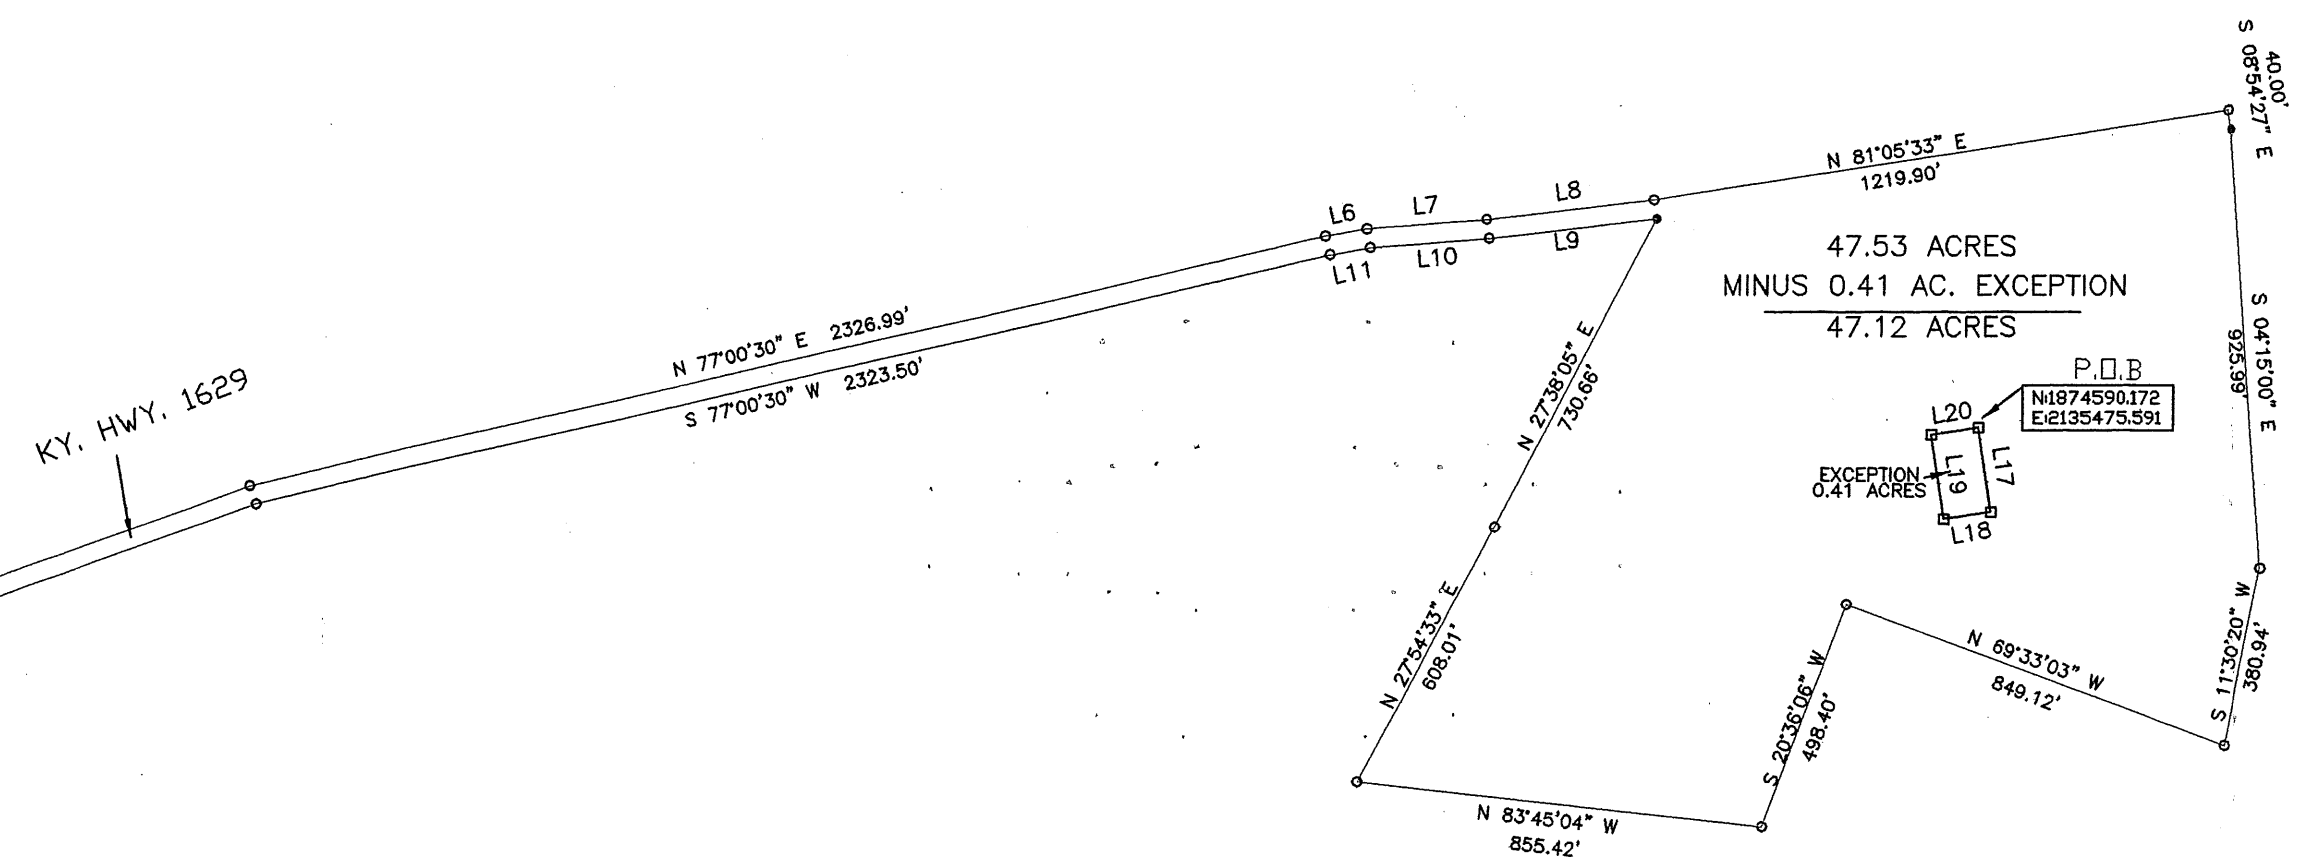 S 08°54'27" E
40.00'
N 81°05'33" E
1219.90'
L6
L7
L8
L11
L10
L9
47.53 ACRES
MINUS 0.41 AC. EXCEPTION
47.12 ACRES
N 77°00'30" E 2326.99'
S 77°00'30" W 2323.50'
KY. HWY. 1629
N 27°38'05" E
730.66'
S 04°15'00" E
925.99'
P.O.B
N:1874590.172
E:2135475.591
L20
L17
L19
L18
EXCEPTION
0.41 ACRES
N 27°54'33" E
608.01'
S 11°30'20" W
380.94'
N 69°33'03" W
849.12'
S 20°36'06" W
498.40'
N 83°45'04" W
855.42'